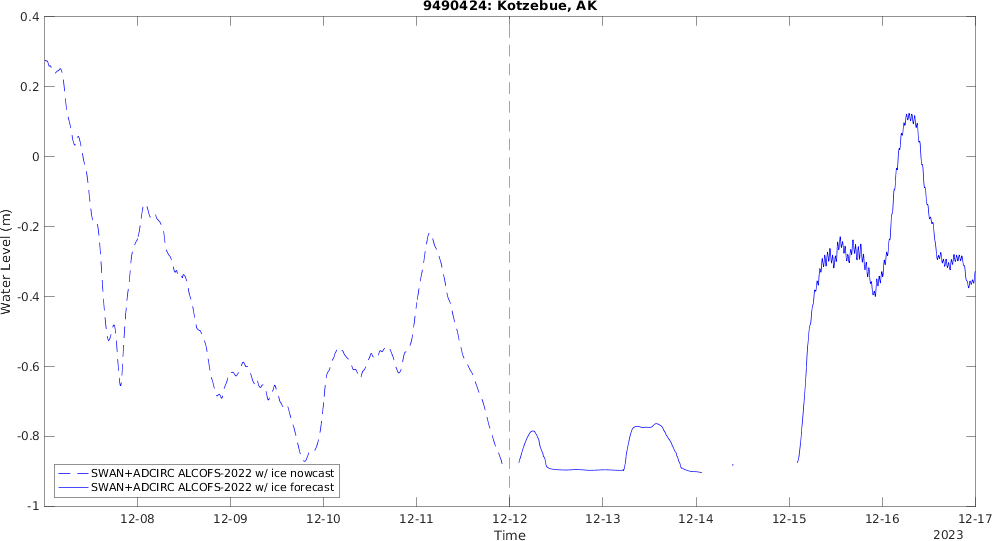 9490424: Kotzebue, AK
0.4
0.2
0
-0.2
-0.4
-0.6
-0.8
-1
Water Level (m)
SWAN+ADCIRC ALCOFS-2022 w/ ice nowcast
SWAN+ADCIRC ALCOFS-2022 w/ ice forecast
12-08 12-09 12-10 12-11 12-12 12-13 12-14 12-15 12-16 12-17
Time
2023